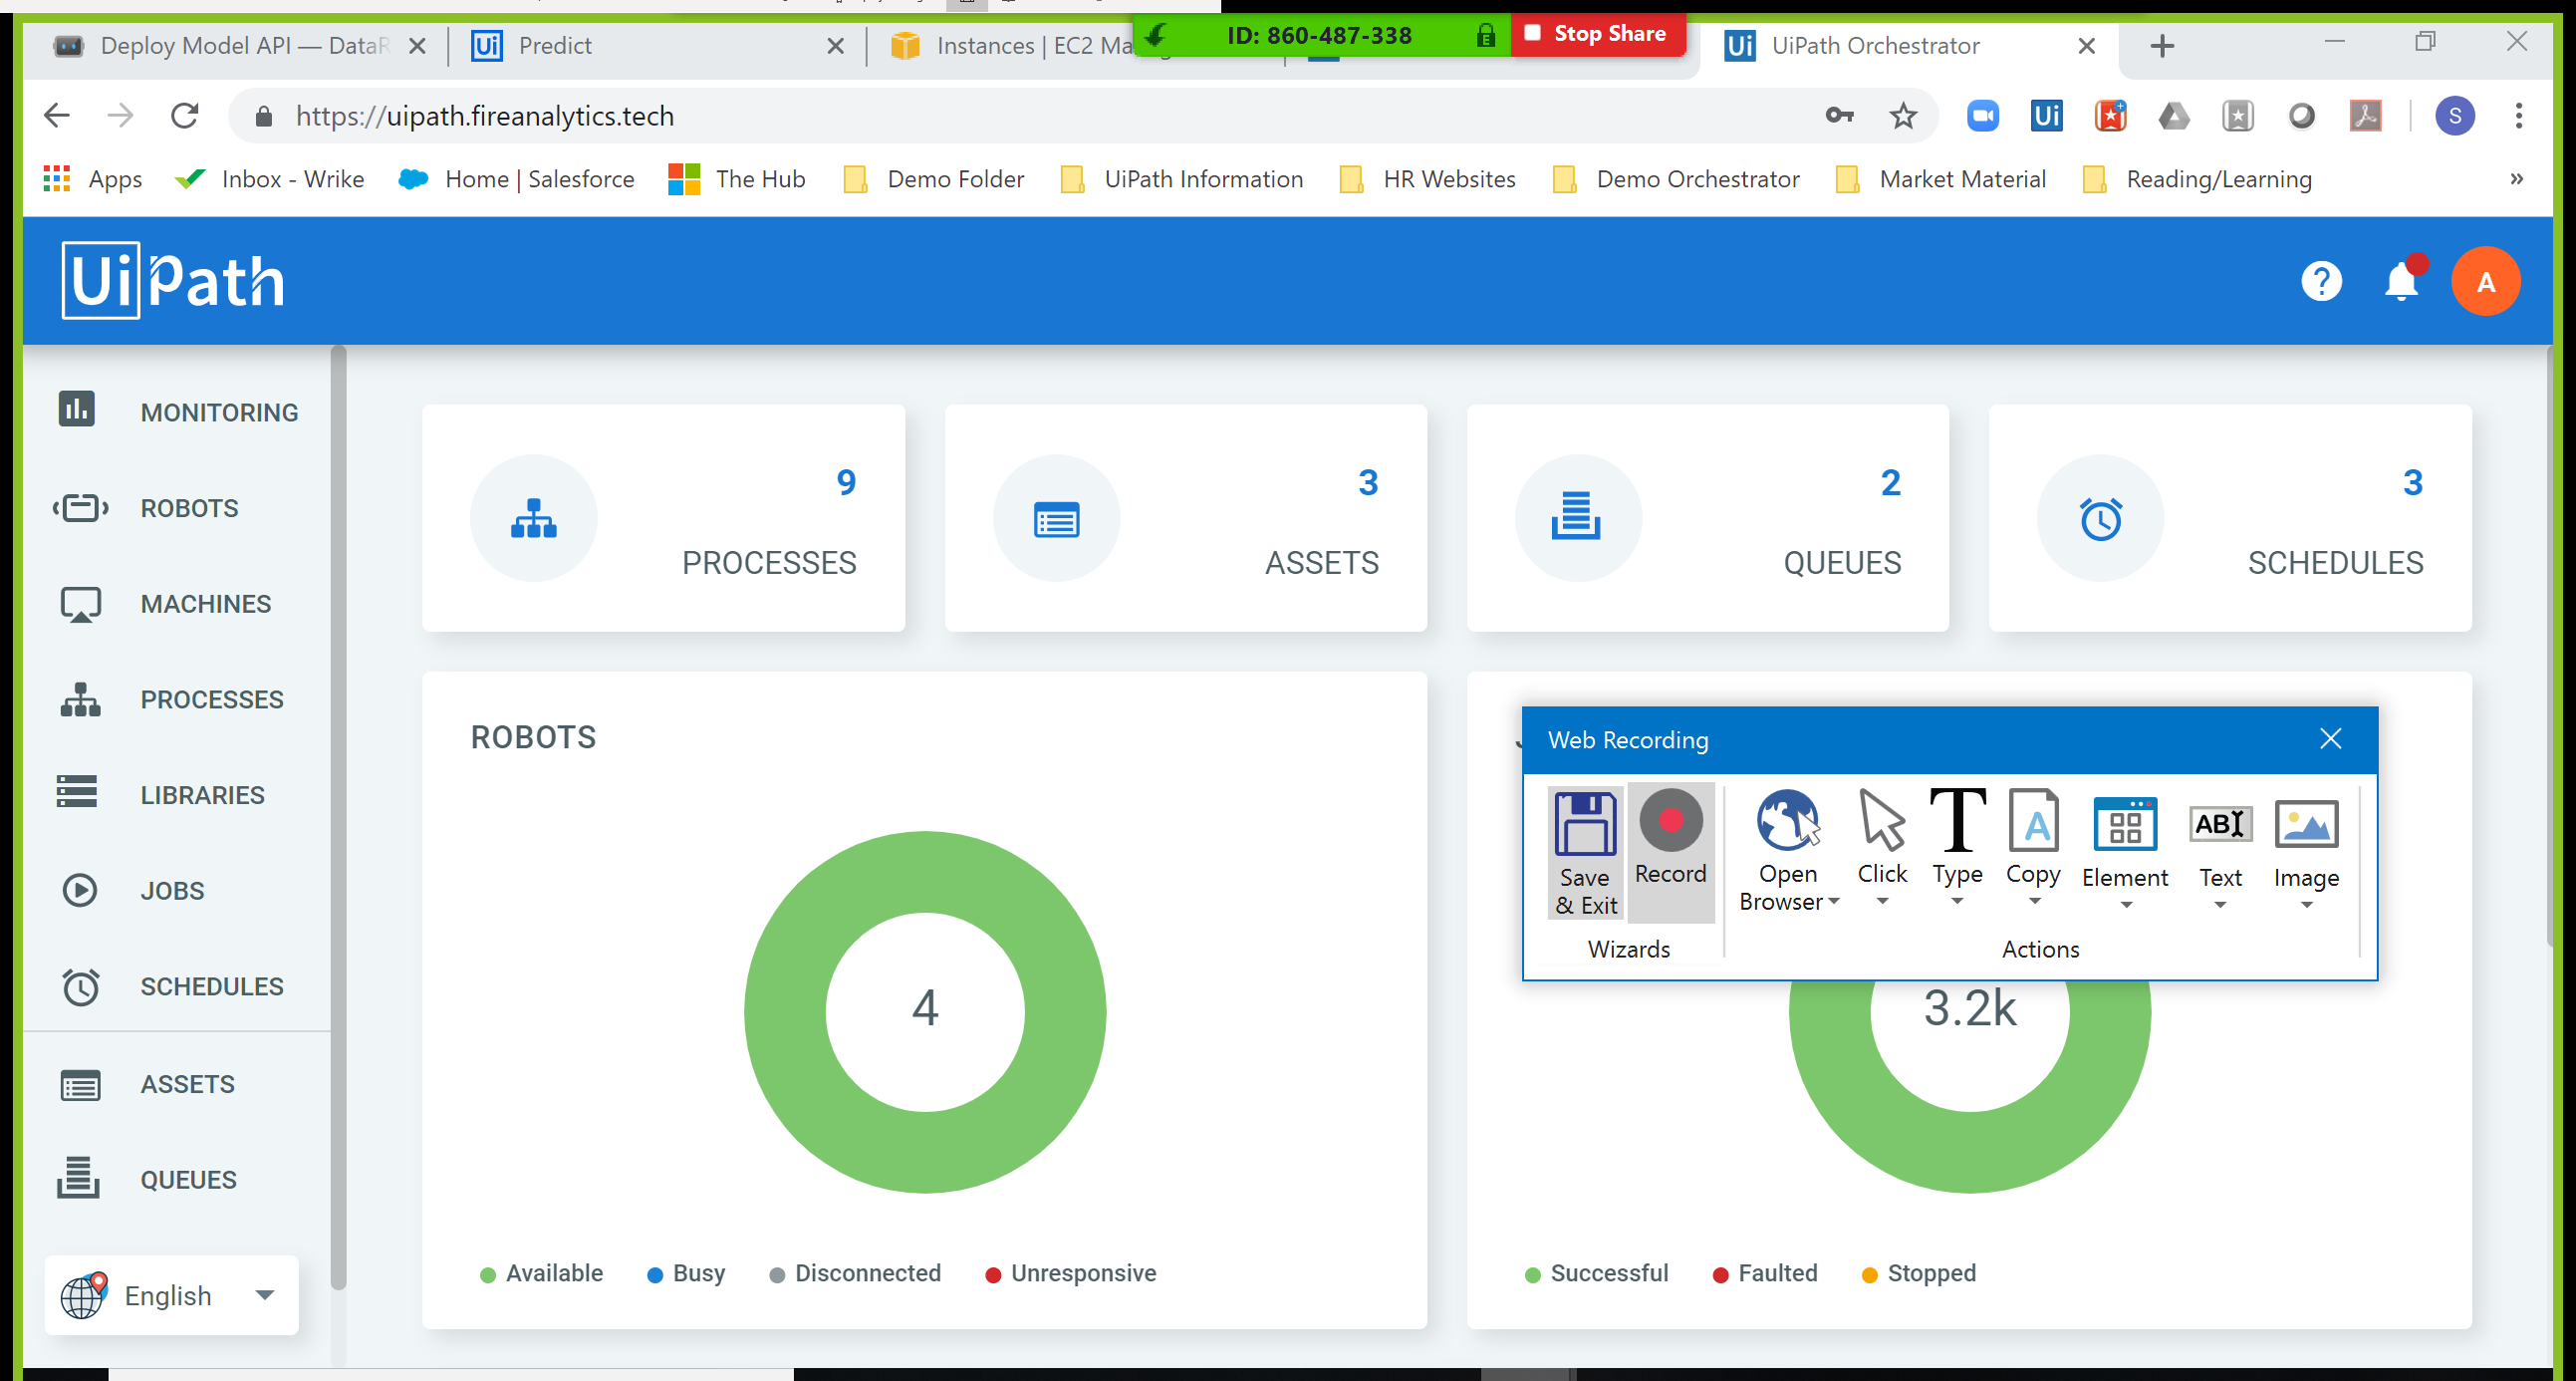 Deploy Model API — DataR
Predict
Instances | EC2 Ma
ID: 860-487-338
Stop Share
UiPath Orchestrator
https://uipath.fireanalytics.tech
S
Apps
Inbox - Wrike
Home | Salesforce
The Hub
Demo Folder
UiPath Information
HR Websites
Demo Orchestrator
Market Material
Reading/Learning
»
UiPath
?
A
MONITORING
ROBOTS
MACHINES
PROCESSES
LIBRARIES
JOBS
SCHEDULES
ASSETS
QUEUES
English
9
PROCESSES
3
ASSETS
2
QUEUES
3
SCHEDULES
ROBOTS
4
Available
Busy
Disconnected
Unresponsive
Web Recording
Save
& Exit
Record
Wizards
Open
Browser
Click
Type
Copy
Element
Text
Image
Actions
3.2k
Successful
Faulted
Stopped